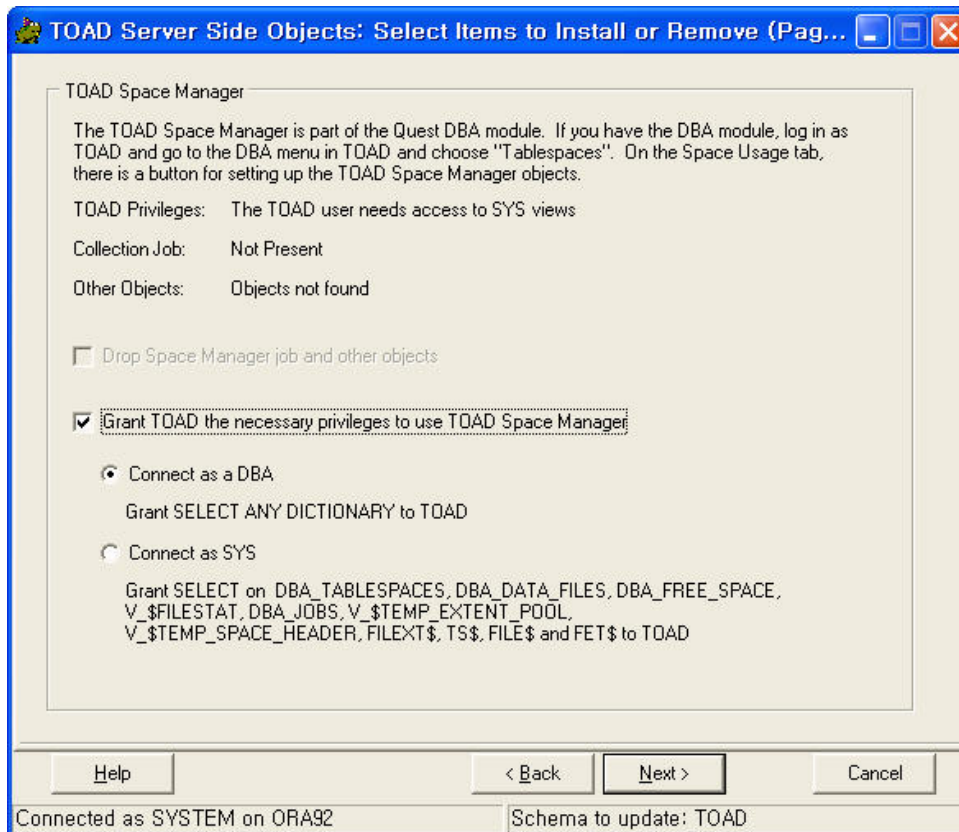 TOAD Server Side Objects: Select Items to Install or Remove (Pag...
TOAD Space Manager
The TOAD Space Manager is part of the Quest DBA module. If you have the DBA module, log in as
TOAD and go to the DBA menu in TOAD and choose "Tablespaces". On the Space Usage tab,
there is a button for setting up the TOAD Space Manager objects.
TOAD Privileges: The TOAD user needs access to SYS views
Collection Job: Not Present
Other Objects: Objects not found
Drop Space Manager job and other objects
Grant TOAD the necessary privileges to use TOAD Space Manager
Connect as a DBA
Grant SELECT ANY DICTIONARY to TOAD
Connect as SYS
Grant SELECT on DBA_TABLESPACES, DBA_DATA_FILES, DBA_FREE_SPACE,
V_$FILESTAT, DBA_JOBS, V_$TEMP_EXTENT_POOL,
V_$TEMP_SPACE_HEADER, FILEXT$, TS$, FILE$ and FET$ to TOAD
Help < Back Next > Cancel
Connected as SYSTEM on ORA92 Schema to update: TOAD